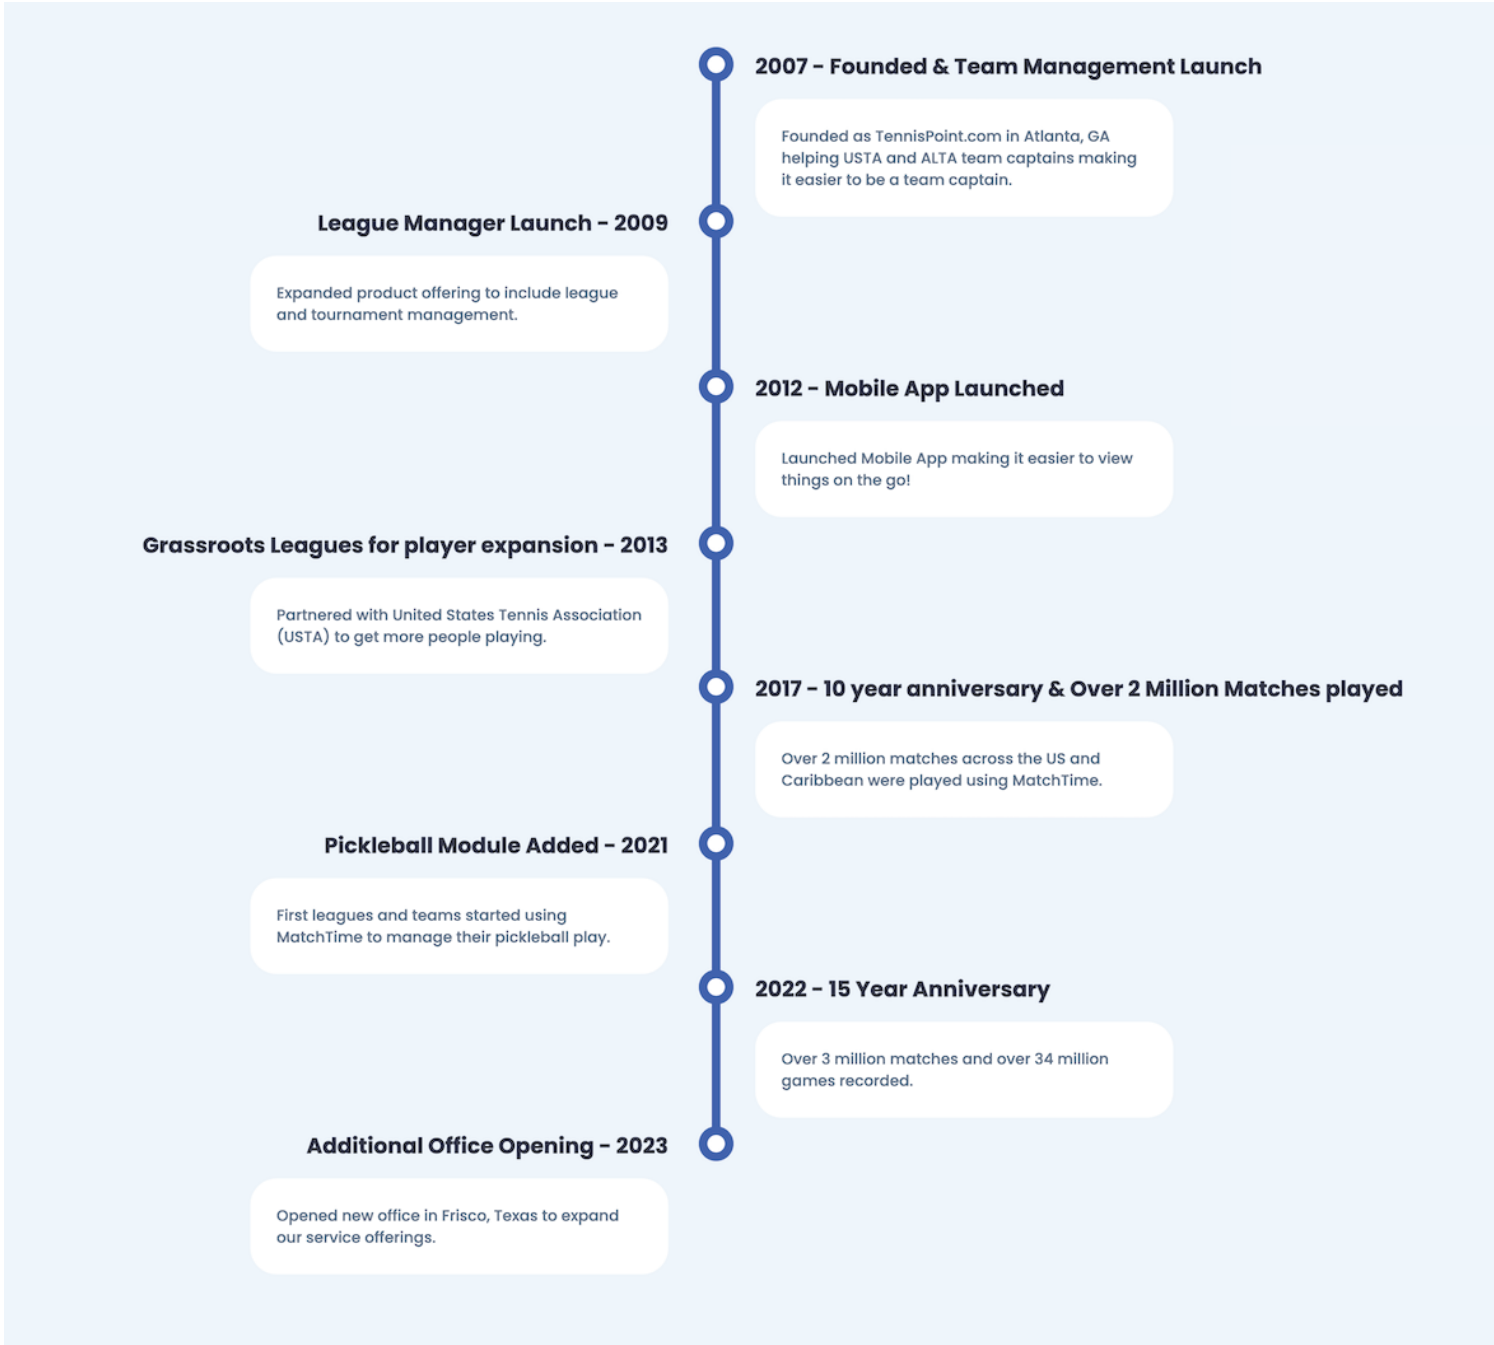 2007 - Founded & Team Management Launch
Founded as TennisPoint.com in Atlanta, GA
helping USTA and ALTA team captains making
it easier to be a team captain.
League Manager Launch - 2009
Expanded product offering to include league
and tournament management.
2012 - Mobile App Launched
Launched Mobile App making it easier to view
things on the go!
Grassroots Leagues for player expansion - 2013
Partnered with United States Tennis Association
(USTA) to get more people playing.
2017 - 10 year anniversary & Over 2 Million Matches played
Over 2 million matches across the US and
Caribbean were played using MatchTime.
Pickleball Module Added - 2021
First leagues and teams started using
MatchTime to manage their pickleball play.
2022 - 15 Year Anniversary
Over 3 million matches and over 34 million
games recorded.
Additional Office Opening - 2023
Opened new office in Frisco, Texas to expand
our service offerings.